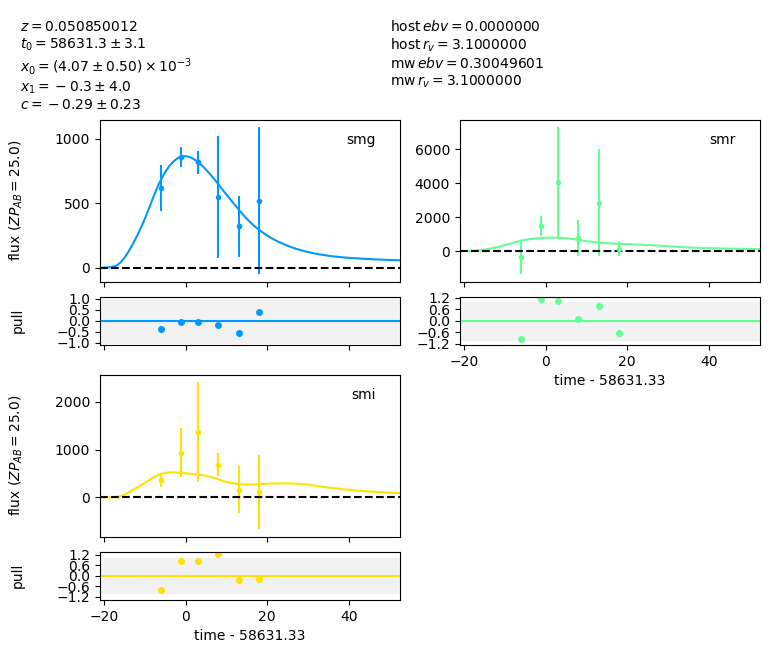 z = 0.050850012
t₀ = 58631.3 ± 3.1
x₀ = (4.07 ± 0.50) × 10⁻³
x₁ = −0.3 ± 4.0
c = −0.29 ± 0.23
host ebv = 0.0000000
host r_v = 3.1000000
mw ebv = 0.30049601
mw r_v = 3.1000000
smg
flux (ZP_AB = 25.0)
1000
500
0
smr
6000
4000
2000
0
pull
1.0
0.5
0.0
−0.5
−1.0
1.2
0.6
0.0
−0.6
−1.2
−20
0
20
40
time - 58631.33
smi
flux (ZP_AB = 25.0)
2000
1000
0
pull
1.2
0.6
0.0
−0.6
−1.2
−20
0
20
40
time - 58631.33